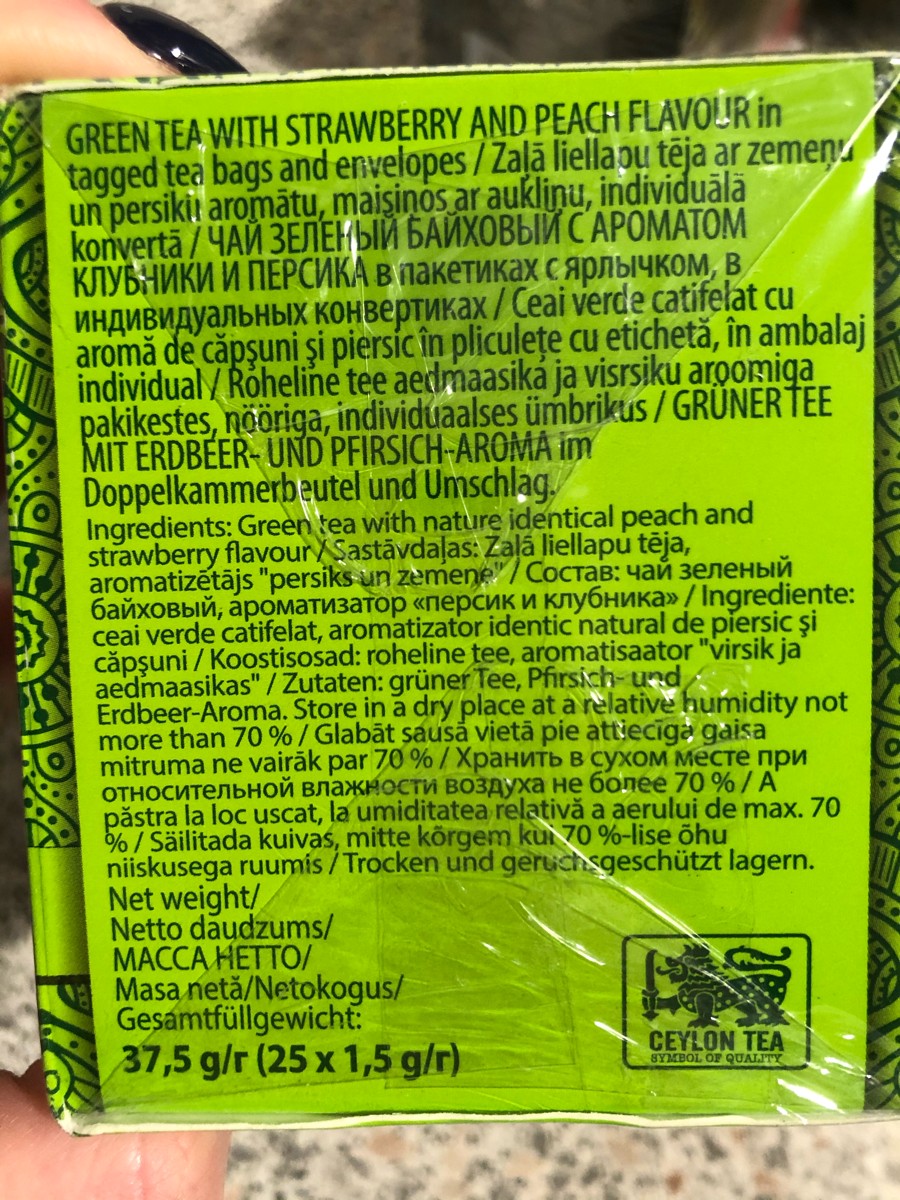 GREEN TEA WITH STRAWBERRY AND PEACH FLAVOUR in
tagged tea bags and envelopes / Zaļā liellapu tēja ar zemeņu
un persiku aromātu, maisiņos ar aukliņu, individuālā
konvertā / ЧАЙ ЗЕЛЕНЫЙ БАЙХОВЫЙ С АРОМАТОМ
КЛУБНИКИ И ПЕРСИКА в пакетиках с ярлычком, в
индивидуальных конвертиках / Ceai verde catifelat cu
aromă de căpşuni şi piersic în pliculeţe cu etichetă, în ambalaj
individual / Roheline tee aedmaasika ja visrsiku aroomiga
pakikestes, nööriga, individuaalses ümbrikus / GRÜNER TEE
MIT ERDBEER- UND PFIRSICH-AROMA im
Doppelkammerbeutel und Umschlag.
Ingredients: Green tea with nature identical peach and
strawberry flavour / Sastāvdaļas: Zaļā liellapu tēja,
aromatizētājs "persiks un zemene" / Состав: чай зеленый
байховый, ароматизатор «персик и клубника» / Ingrediente:
ceai verde catifelat, aromatizator identic natural de piersic şi
căpşuni / Koostisosad: roheline tee, aromatisaator "virsik ja
aedmaasikas" / Zutaten: grüner Tee, Pfirsich- und
Erdbeer-Aroma. Store in a dry place at a relative humidity not
more than 70 % / Glabāt sausā vietā pie attiecīga gaisa
mitruma ne vairāk par 70 % / Хранить в сухом месте при
относительной влажности воздуха не более 70 % / A
păstra la loc uscat, la umiditatea relativă a aerului de max. 70
% / Säilitada kuivas, mitte kõrgem kui 70 %-lise õhu
niiskusega ruumis / Trocken und geruchsgeschützt lagern.
Net weight/
Netto daudzums/
МАССА НЕТТО/
Masa netă/Netokogus/
Gesamtfüllgewicht:
37,5 g/г (25 x 1,5 g/г)
CEYLON TEA
SYMBOL OF QUALITY